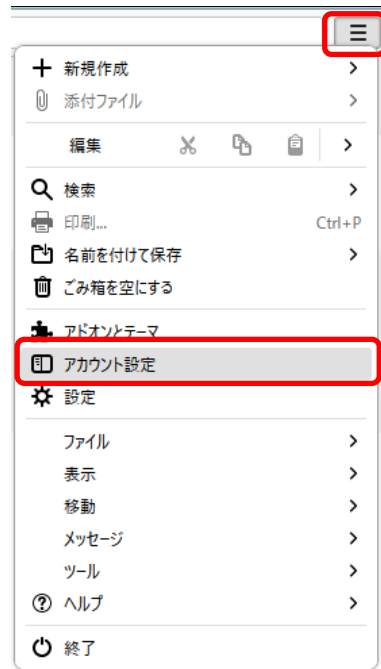 新規作成
添付ファイル
編集
検索
印刷... Ctrl+P
名前を付けて保存
ごみ箱を空にする
アドオンとテーマ
アカウント設定
設定
ファイル
表示
移動
メッセージ
ツール
ヘルプ
終了